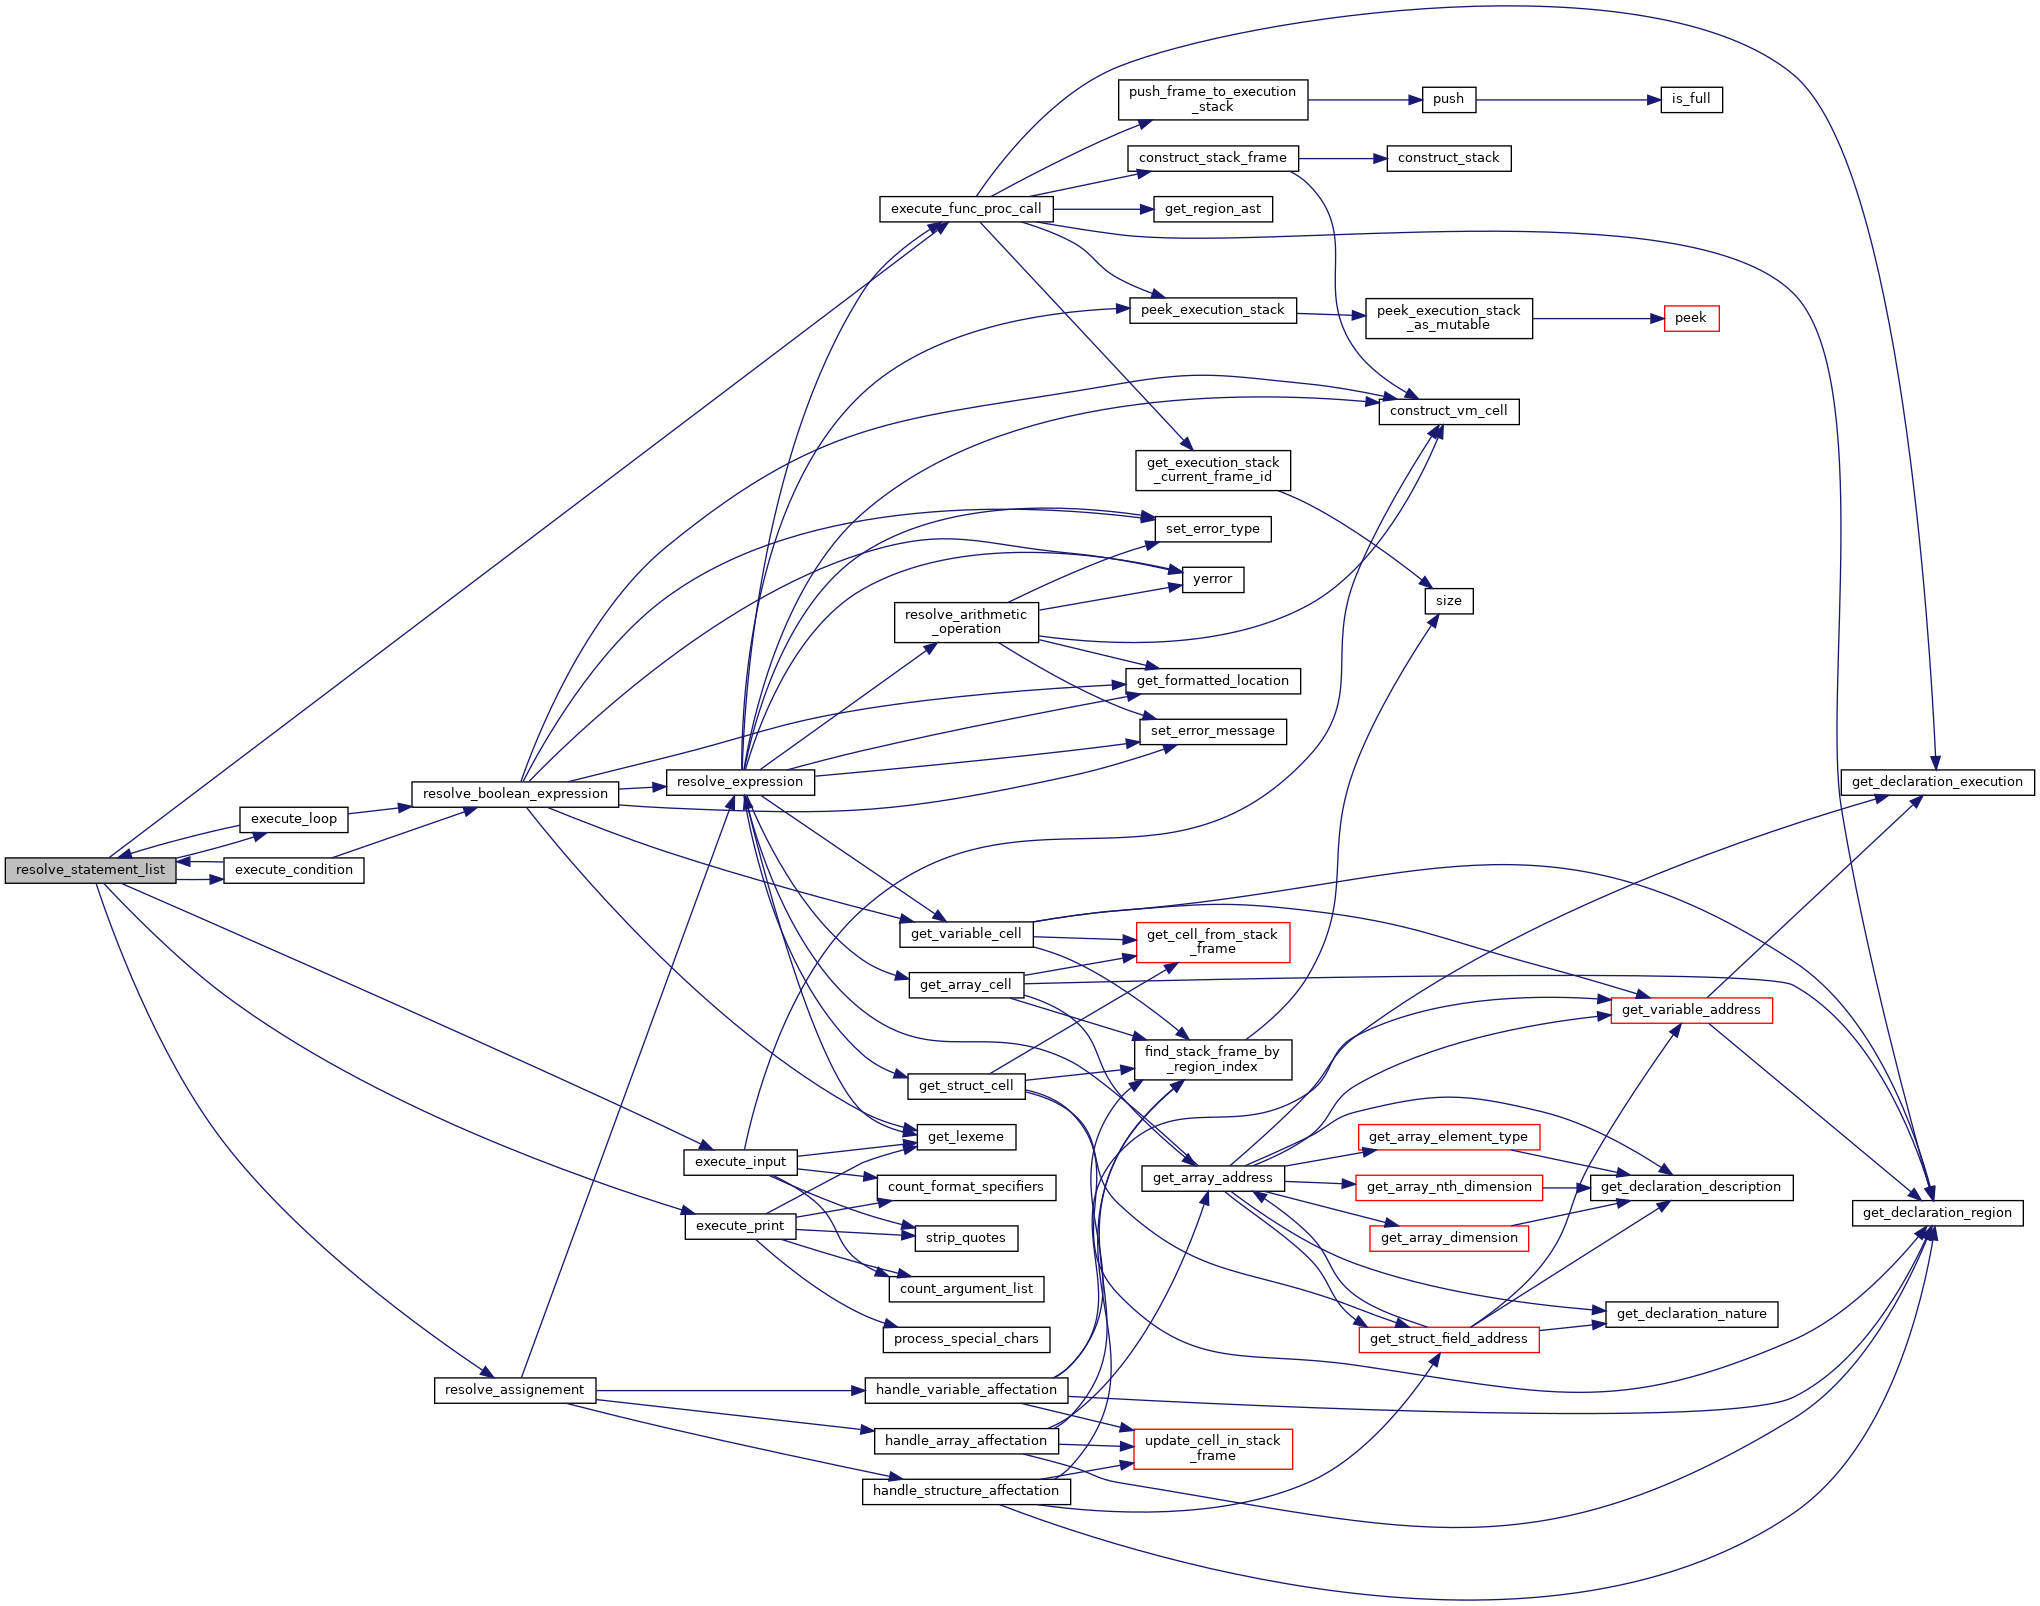 push_frame_to_execution
_stack
push
is_full
construct_stack_frame
construct_stack
execute_func_proc_call
get_region_ast
peek_execution_stack
peek_execution_stack
_as_mutable
peek
construct_vm_cell
get_execution_stack
_current_frame_id
set_error_type
yerror
size
resolve_arithmetic
_operation
get_formatted_location
set_error_message
resolve_expression
get_declaration_execution
resolve_boolean_expression
execute_loop
resolve_statement_list
execute_condition
get_variable_cell
get_cell_from_stack
_frame
get_array_cell
get_variable_address
find_stack_frame_by
_region_index
get_struct_cell
get_lexeme
get_array_element_type
execute_input
get_array_address
count_format_specifiers
get_array_nth_dimension
get_declaration_description
get_declaration_region
execute_print
strip_quotes
get_array_dimension
count_argument_list
get_declaration_nature
process_special_chars
get_struct_field_address
resolve_assignement
handle_variable_affectation
handle_array_affectation
update_cell_in_stack
_frame
handle_structure_affectation